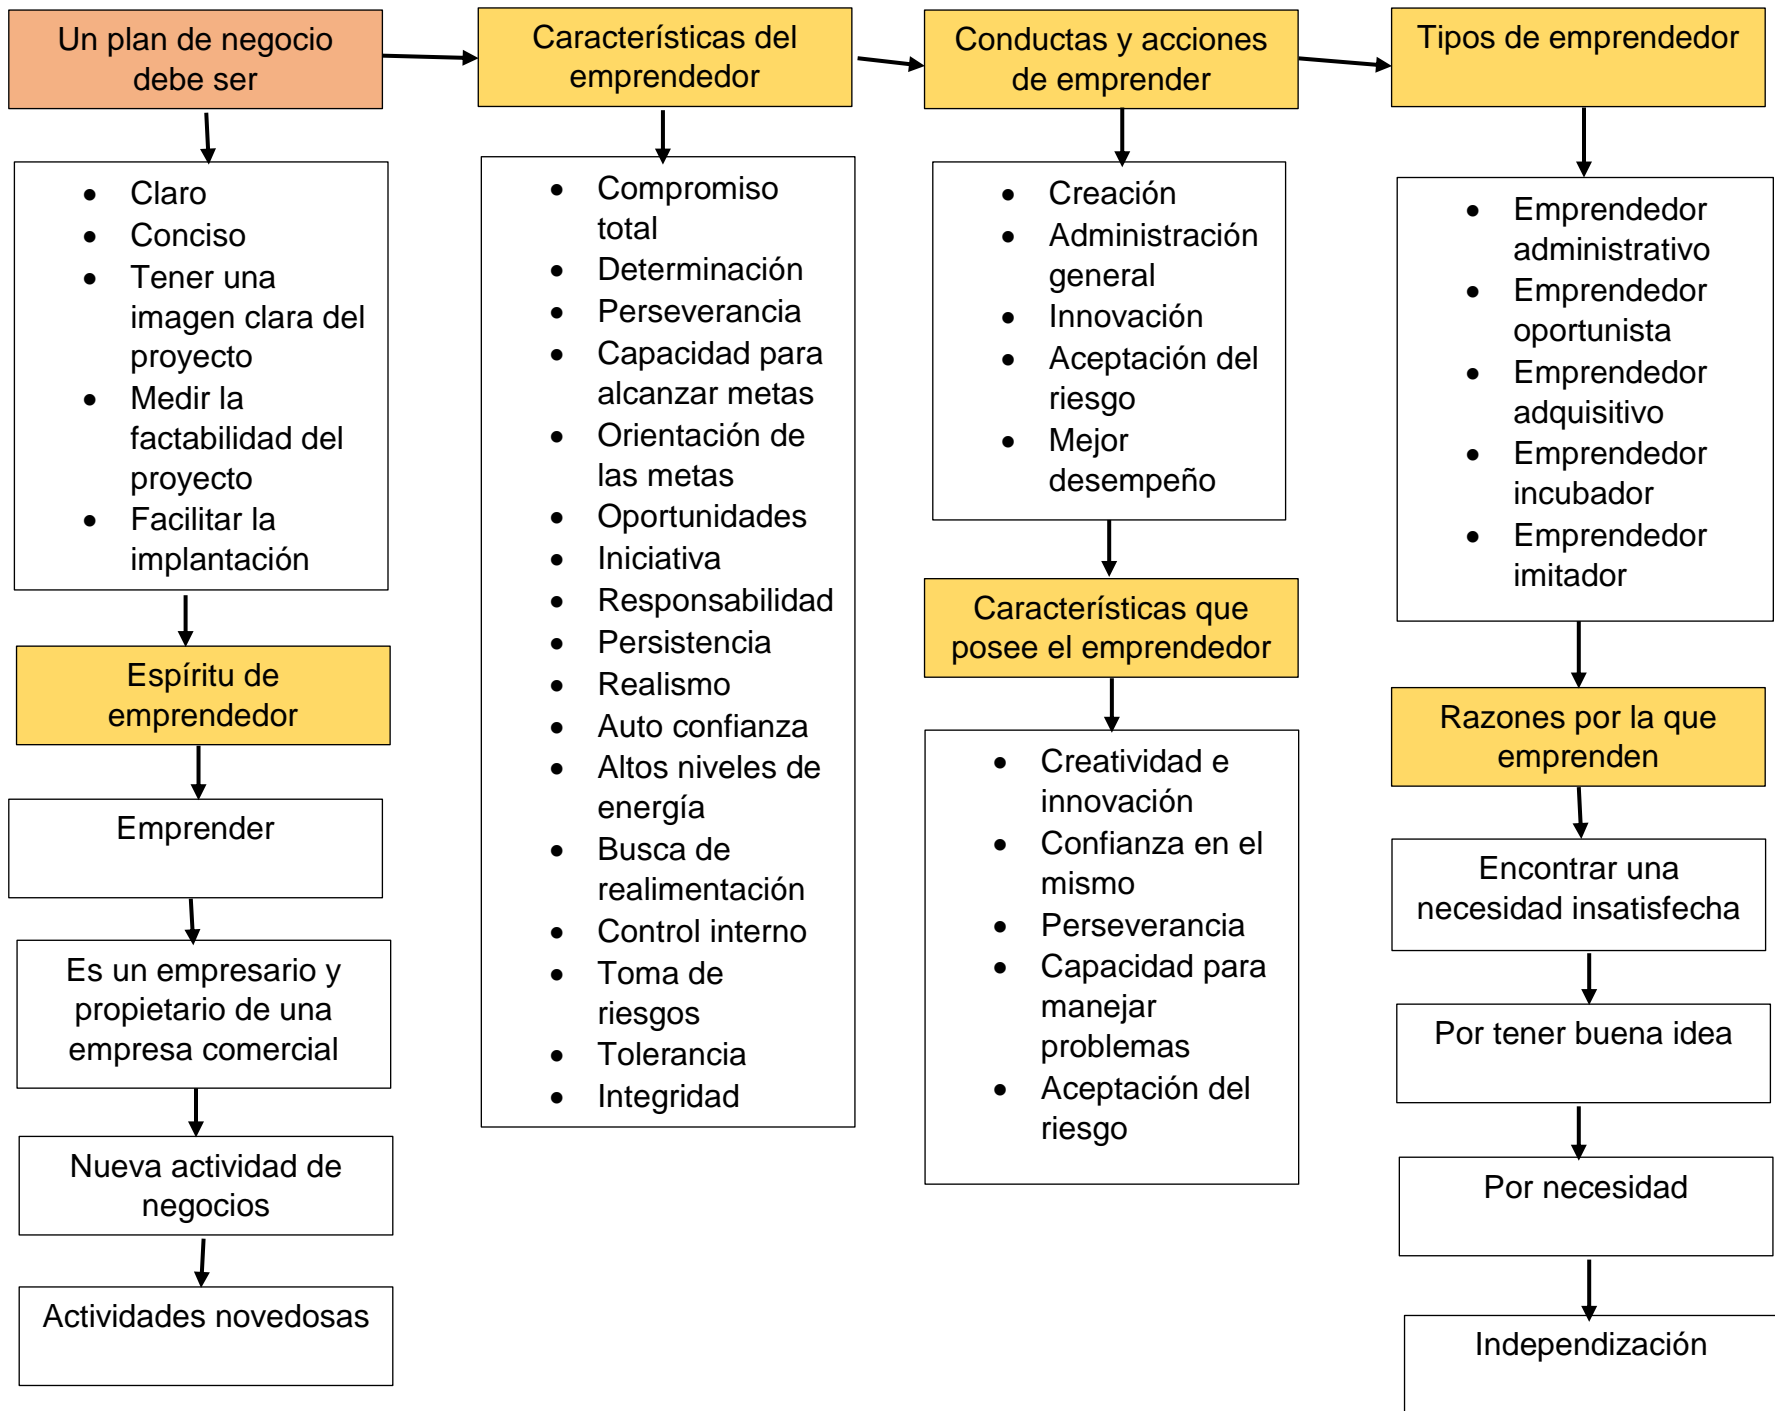 Un plan de negocio
debe ser
Claro
Conciso
Tener una
imagen clara del
proyecto
Medir la
factabilidad del
proyecto
Facilitar la
implantación
Espíritu de
emprendedor
Emprender
Es un empresario y
propietario de una
empresa comercial
Nueva actividad de
negocios
Actividades novedosas
Características del
emprendedor
Compromiso
total
Determinación
Perseverancia
Capacidad para
alcanzar metas
Orientación de
las metas
Oportunidades
Iniciativa
Responsabilidad
Persistencia
Realismo
Auto confianza
Altos niveles de
energía
Busca de
realimentación
Control interno
Toma de
riesgos
Tolerancia
Integridad
Conductas y acciones
de emprender
Creación
Administración
general
Innovación
Aceptación del
riesgo
Mejor
desempeño
Características que
posee el emprendedor
Creatividad e
innovación
Confianza en el
mismo
Perseverancia
Capacidad para
manejar
problemas
Aceptación del
riesgo
Tipos de emprendedor
Emprendedor
administrativo
Emprendedor
oportunista
Emprendedor
adquisitivo
Emprendedor
incubador
Emprendedor
imitador
Razones por la que
emprenden
Encontrar una
necesidad insatisfecha
Por tener buena idea
Por necesidad
Independización